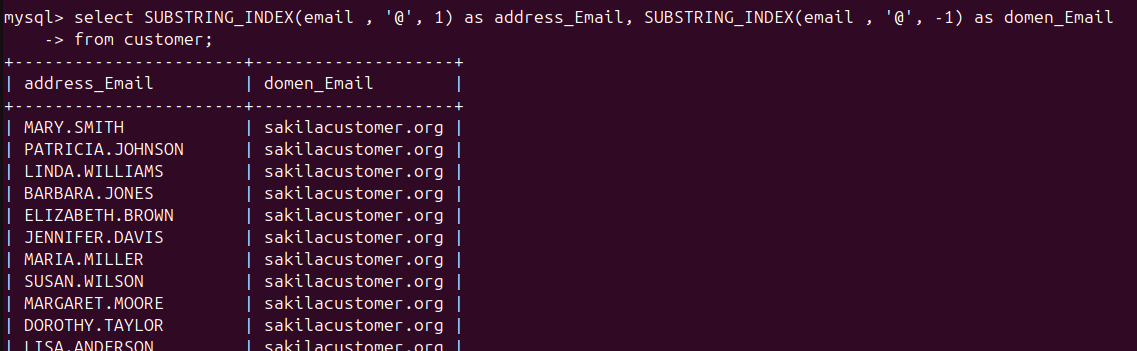 mysql> select SUBSTRING_INDEX(email , '@', 1) as address_Email, SUBSTRING_INDEX(email , '@', -1) as domen_Email
    -> from customer;
+-----------------------+--------------------+
| address_Email         | domen_Email        |
+-----------------------+--------------------+
| MARY.SMITH            | sakilacustomer.org |
| PATRICIA.JOHNSON      | sakilacustomer.org |
| LINDA.WILLIAMS        | sakilacustomer.org |
| BARBARA.JONES         | sakilacustomer.org |
| ELIZABETH.BROWN       | sakilacustomer.org |
| JENNIFER.DAVIS        | sakilacustomer.org |
| MARIA.MILLER          | sakilacustomer.org |
| SUSAN.WILSON          | sakilacustomer.org |
| MARGARET.MOORE        | sakilacustomer.org |
| DOROTHY.TAYLOR        | sakilacustomer.org |
| LISA.ANDERSON         | sakilacustomer.org |